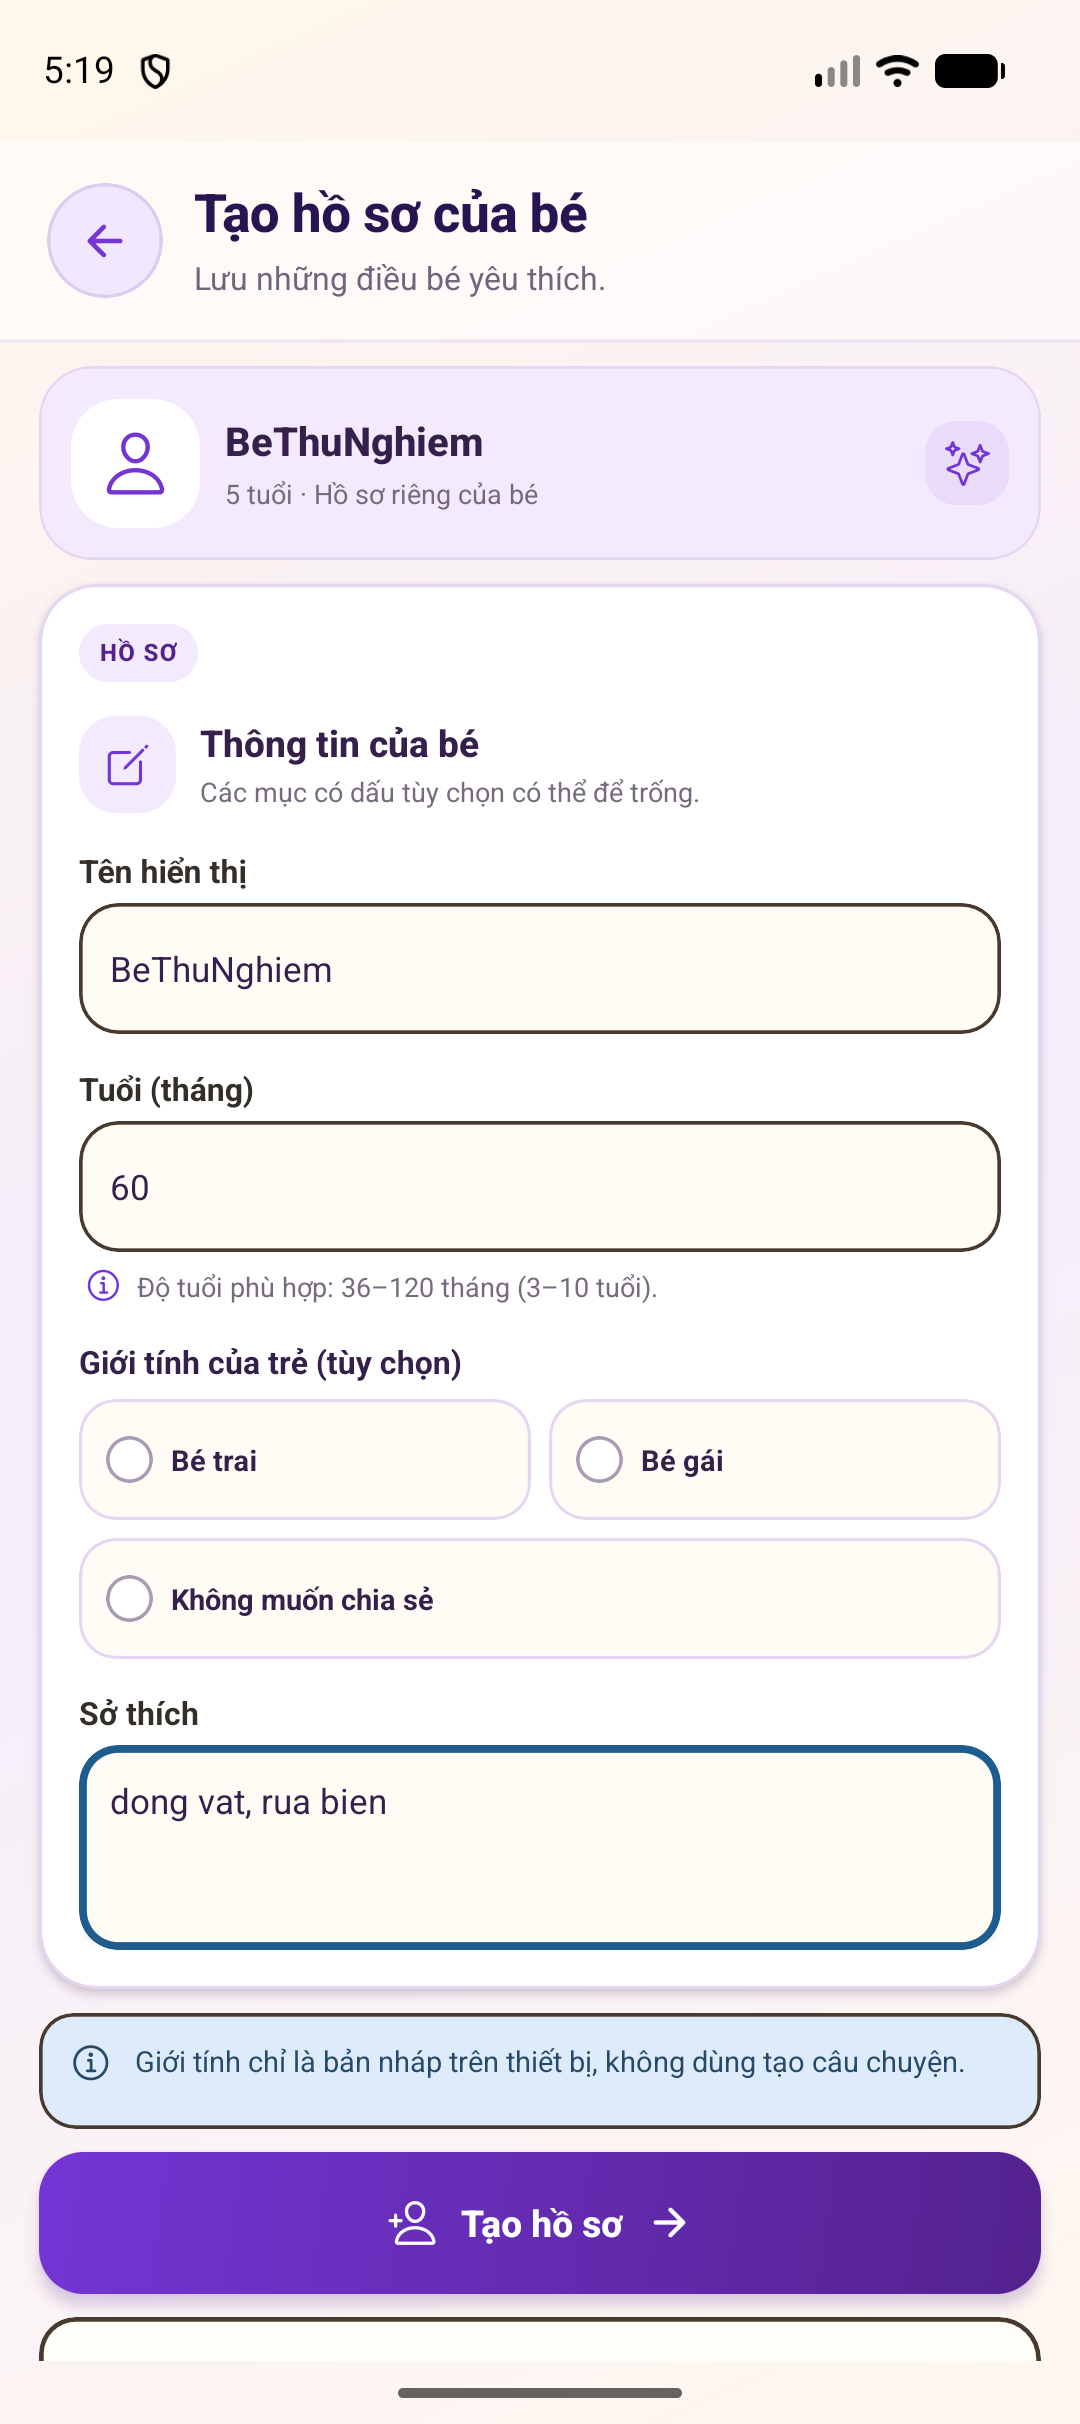 5:19
Tạo hồ sơ của bé
Lưu những điều bé yêu thích.
BeThuNghiem
5 tuổi · Hồ sơ riêng của bé
HỒ SƠ
Thông tin của bé
Các mục có dấu tùy chọn có thể để trống.
Tên hiển thị
BeThuNghiem
Tuổi (tháng)
60
Độ tuổi phù hợp: 36–120 tháng (3–10 tuổi).
Giới tính của trẻ (tùy chọn)
Bé trai
Bé gái
Không muốn chia sẻ
Sở thích
dong vat, rua bien
Giới tính chỉ là bản nháp trên thiết bị, không dùng tạo câu chuyện.
Tạo hồ sơ